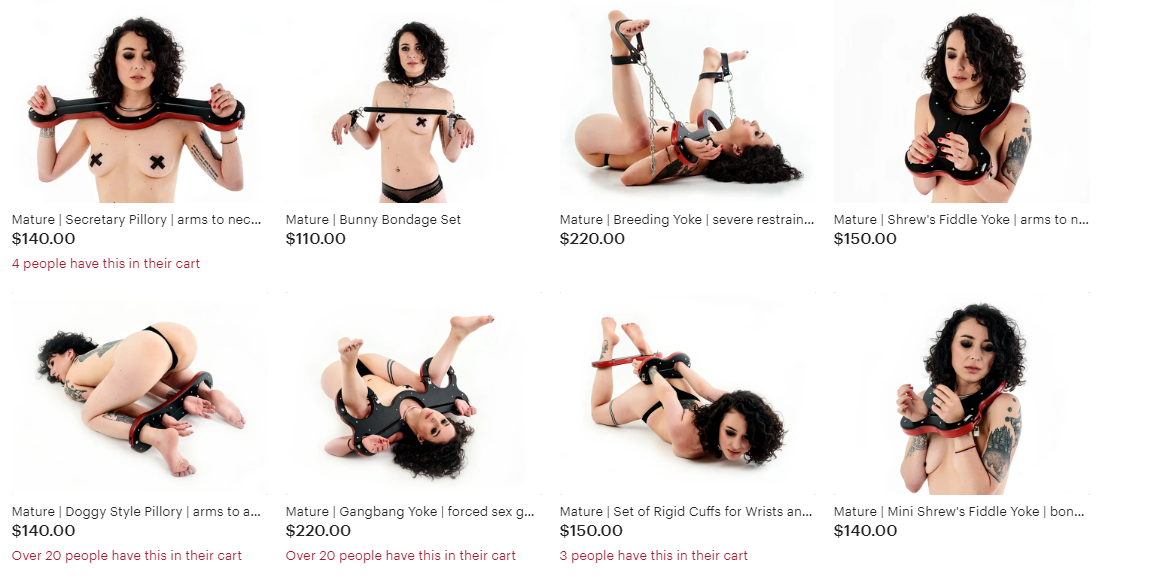 Mature | Secretary Pillory | arms to nec...
$140.00
4 people have this in their cart
Mature | Bunny Bondage Set
$110.00
Mature | Breeding Yoke | severe restrain...
$220.00
Mature | Shrew's Fiddle Yoke | arms to n...
$150.00
Mature | Doggy Style Pillory | arms to a...
$140.00
Over 20 people have this in their cart
Mature | Gangbang Yoke | forced sex g...
$220.00
Over 20 people have this in their cart
Mature | Set of Rigid Cuffs for Wrists an...
$150.00
3 people have this in their cart
Mature | Mini Shrew's Fiddle Yoke | bon...
$140.00